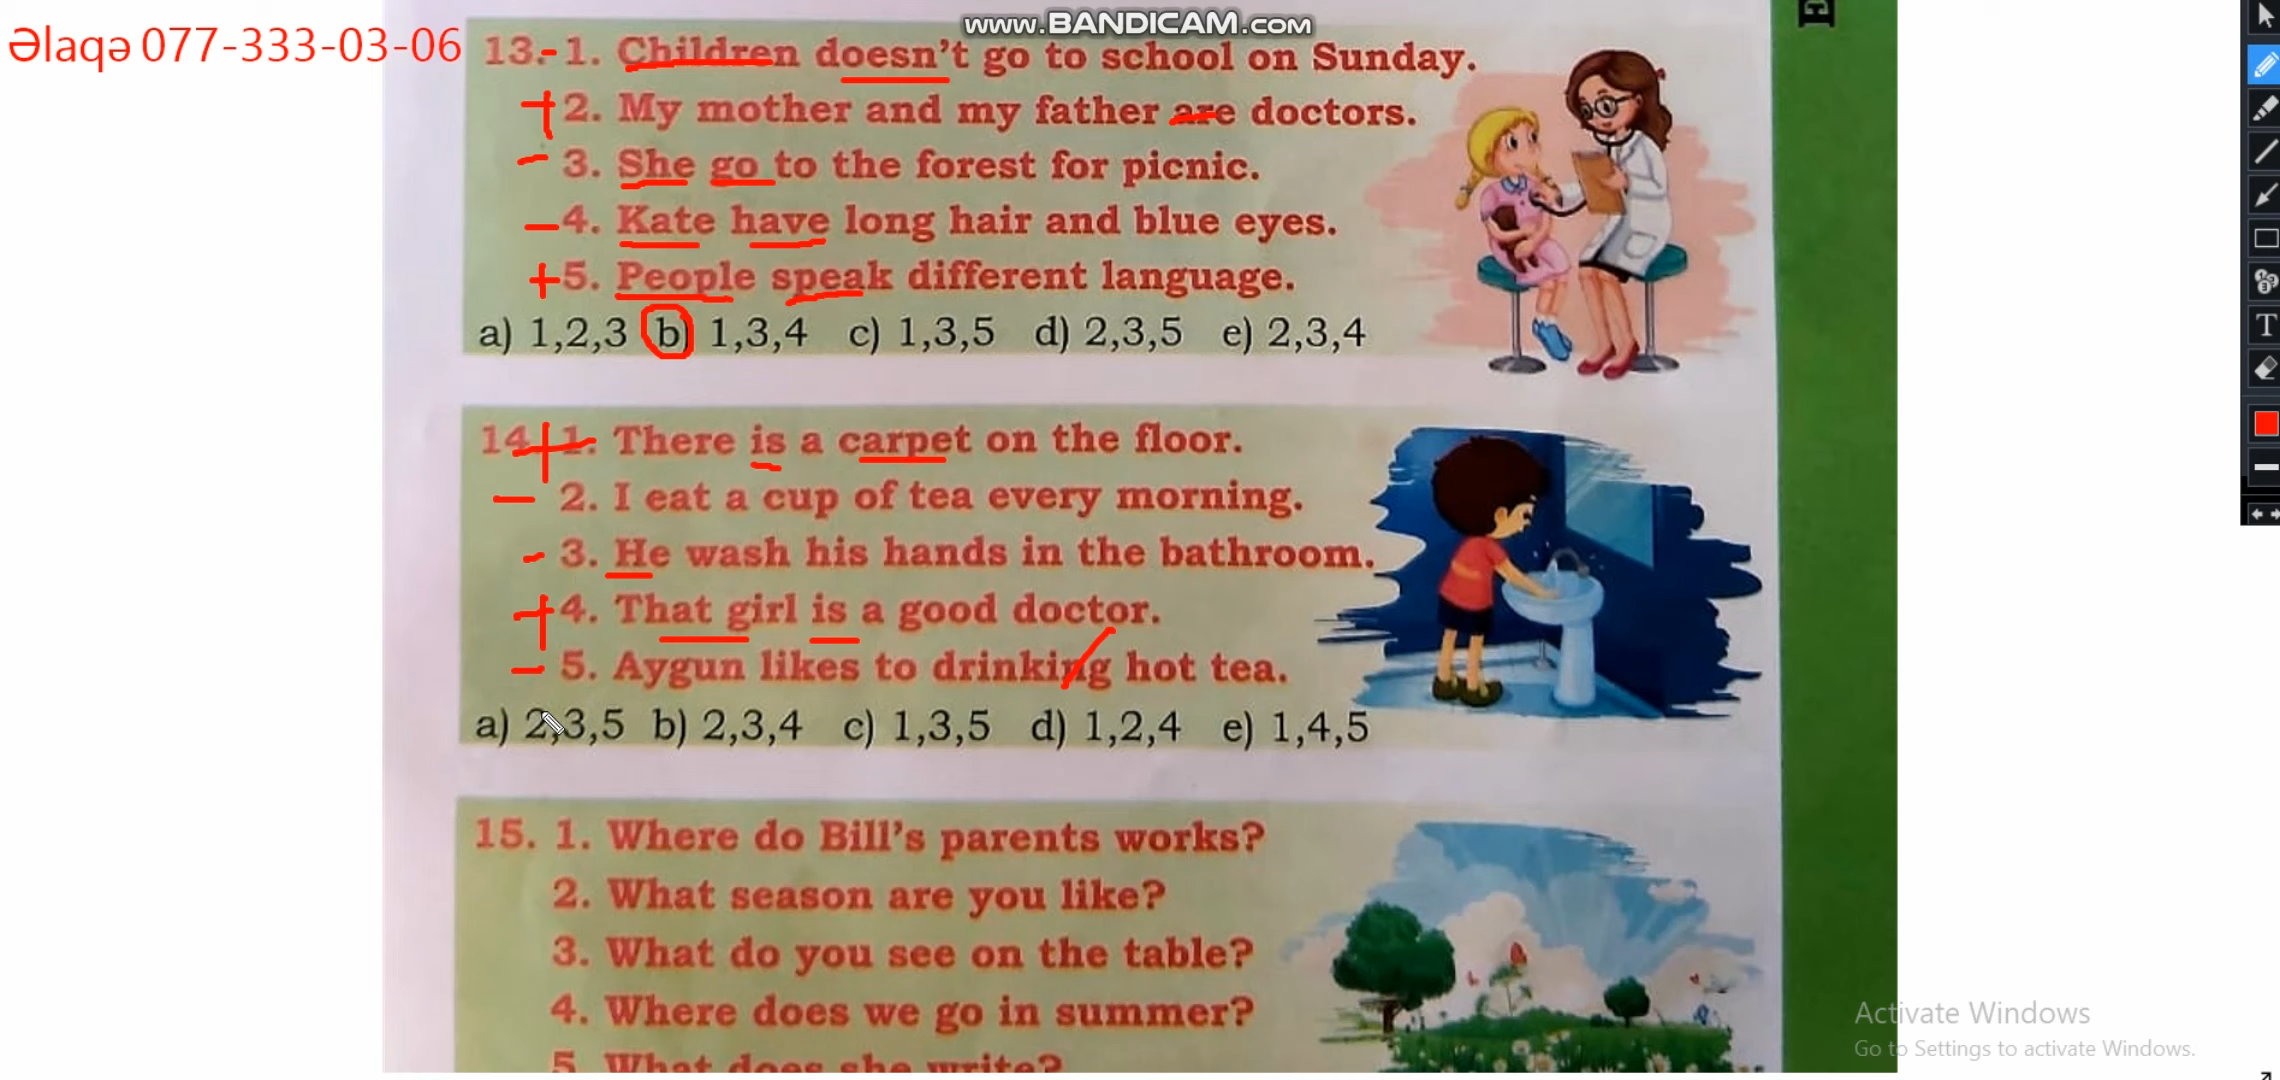 www.BANDICAM.com
Əlaqə 077-333-03-06
13. 1. Children doesn't go to school on Sunday.
2. My mother and my father are doctors.
3. She go to the forest for picnic.
4. Kate have long hair and blue eyes.
5. People speak different language.
a) 1,2,3 b) 1,3,4 c) 1,3,5 d) 2,3,5 e) 2,3,4
14. 1. There is a carpet on the floor.
2. I eat a cup of tea every morning.
3. He wash his hands in the bathroom.
4. That girl is a good doctor.
5. Aygun likes to drinking hot tea.
a) 2,3,5 b) 2,3,4 c) 1,3,5 d) 1,2,4 e) 1,4,5
15. 1. Where do Bill's parents works?
2. What season are you like?
3. What do you see on the table?
4. Where does we go in summer?
5. What does she write?
Activate Windows
Go to Settings to activate Windows.